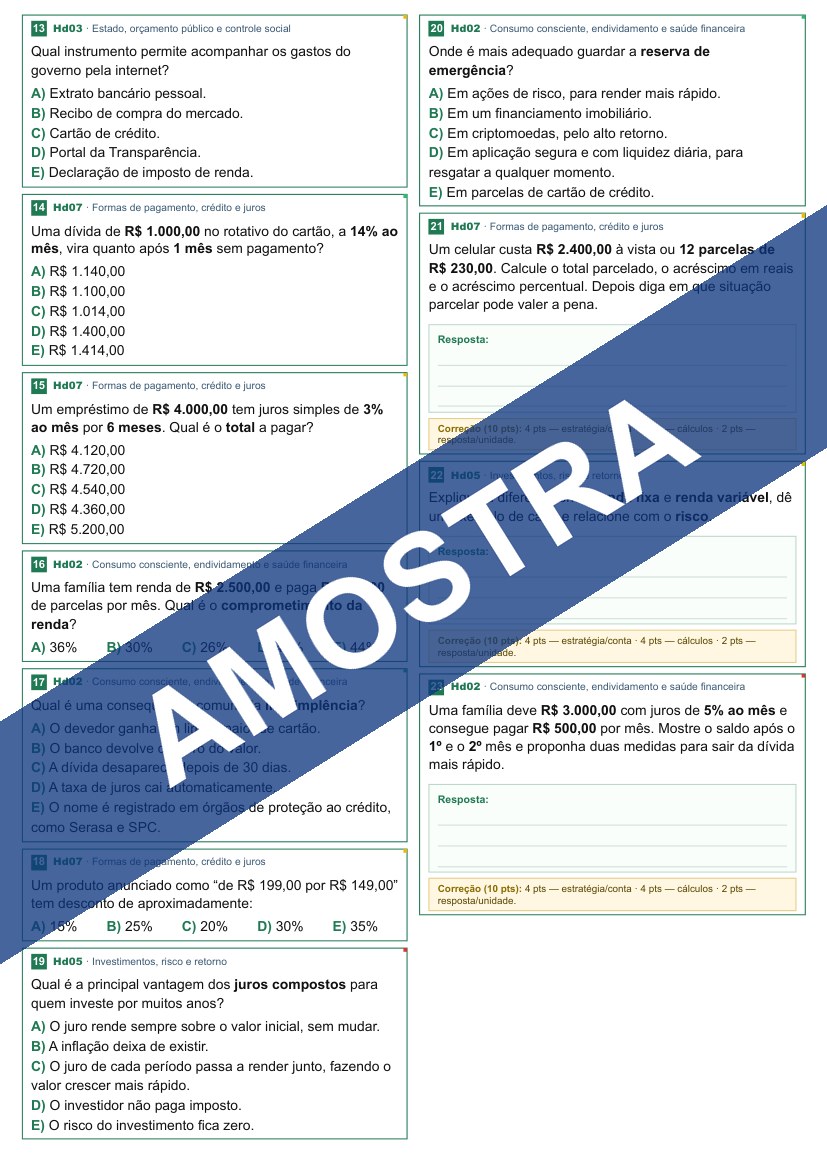 13 Hd03 · Estado, orçamento público e controle social
Qual instrumento permite acompanhar os gastos do
governo pela internet?
A) Extrato bancário pessoal.
B) Recibo de compra do mercado.
C) Cartão de crédito.
D) Portal da Transparência.
E) Declaração de imposto de renda.
14 Hd07 · Formas de pagamento, crédito e juros
Uma dívida de R$ 1.000,00 no rotativo do cartão, a 14% ao
mês, vira quanto após 1 mês sem pagamento?
A) R$ 1.140,00
B) R$ 1.100,00
C) R$ 1.014,00
D) R$ 1.400,00
E) R$ 1.414,00
15 Hd07 · Formas de pagamento, crédito e juros
Um empréstimo de R$ 4.000,00 tem juros simples de 3%
ao mês por 6 meses. Qual é o total a pagar?
A) R$ 4.120,00
B) R$ 4.720,00
C) R$ 4.540,00
D) R$ 4.360,00
E) R$ 5.200,00
16 Hd02 · Consumo consciente, endividamento e saúde financeira
Uma família tem renda de R$ 2.500,00 e paga
de parcelas por mês. Qual é o comprometimento da
renda?
A) 36% B) 30% C) 26% 44%
17 Hd02 · Consumo consciente,
Qual é uma
A) O devedor ganha cartão.
B) O banco devolve valor.
C) A dívida desaparece depois de 30 dias.
D) A taxa de juros cai automaticamente.
E) O nome é registrado em órgãos de proteção ao crédito,
como Serasa e SPC.
18 Hd07 · Formas de pagamento, crédito e juros
Um produto anunciado como “de R$ 199,00 por R$ 149,00”
tem desconto de aproximadamente:
A) 15% B) 25% C) 20% D) 30% E) 35%
19 Hd05 · Investimentos, risco e retorno
Qual é a principal vantagem dos juros compostos para
quem investe por muitos anos?
A) O juro rende sempre sobre o valor inicial, sem mudar.
B) A inflação deixa de existir.
C) O juro de cada período passa a render junto, fazendo o
valor crescer mais rápido.
D) O investidor não paga imposto.
E) O risco do investimento fica zero.
20 Hd02 · Consumo consciente, endividamento e saúde financeira
Onde é mais adequado guardar a reserva de
emergência?
A) Em ações de risco, para render mais rápido.
B) Em um financiamento imobiliário.
C) Em criptomoedas, pelo alto retorno.
D) Em aplicação segura e com liquidez diária, para
resgatar a qualquer momento.
E) Em parcelas de cartão de crédito.
21 Hd07 · Formas de pagamento, crédito e juros
Um celular custa R$ 2.400,00 à vista ou 12 parcelas de
R$ 230,00. Calcule o total parcelado, o acréscimo em reais
e o acréscimo percentual. Depois diga em que situação
parcelar pode valer a pena.
Resposta:
Correção (10 pts): 4 pts — estratégia/conta · 4 pts — cálculos · 2 pts —
resposta/unidade.
22 Hd05 · Investimentos, risco e retorno
e renda variável, dê
e relacione com o risco.
Resposta:
Correção (10 pts): 4 pts — estratégia/conta · 4 pts — cálculos · 2 pts —
resposta/unidade.
23 Hd02 · Consumo consciente, endividamento e saúde financeira
Uma família deve R$ 3.000,00 com juros de 5% ao mês e
consegue pagar R$ 500,00 por mês. Mostre o saldo após o
1º e o 2º mês e proponha duas medidas para sair da dívida
mais rápido.
Resposta:
Correção (10 pts): 4 pts — estratégia/conta · 4 pts — cálculos · 2 pts —
resposta/unidade.
AMOSTRA